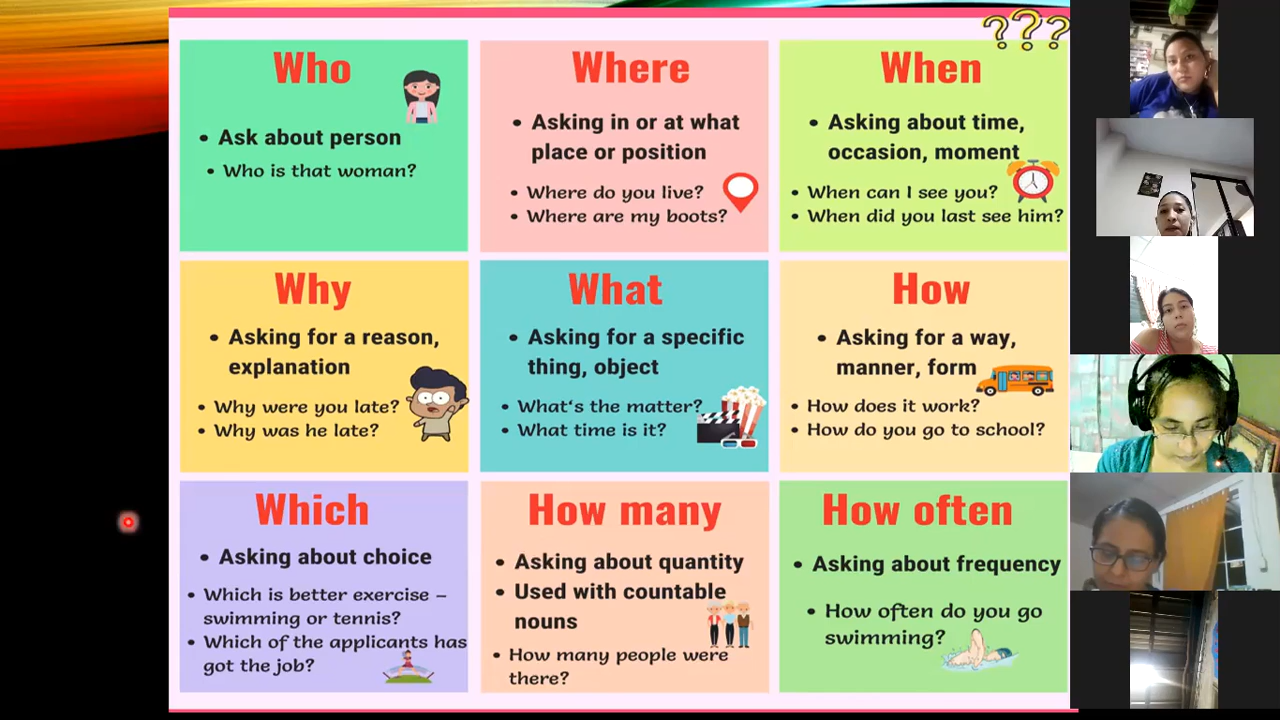 ???
Who
• Ask about person
• Who is that woman?
Where
• Asking in or at what
place or position
• Where do you live?
• Where are my boots?
When
• Asking about time,
occasion, moment
• When can I see you?
• When did you last see him?
Why
• Asking for a reason,
explanation
• Why were you late?
• Why was he late?
What
• Asking for a specific
thing, object
• What's the matter?
• What time is it?
How
• Asking for a way,
manner, form
• How does it work?
• How do you go to school?
Which
• Asking about choice
• Which is better exercise –
swimming or tennis?
• Which of the applicants has
got the job?
How many
• Asking about quantity
• Used with countable
nouns
• How many people were
there?
How often
• Asking about frequency
• How often do you go
swimming?